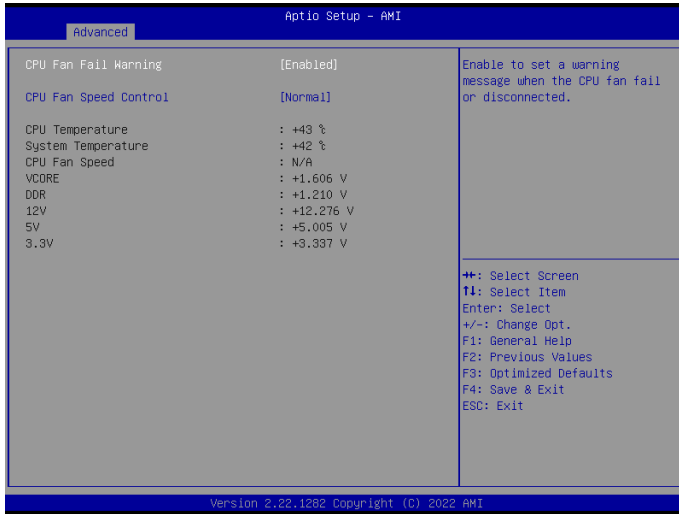 Aptio Setup – AMI
Advanced
CPU Fan Fail Warning [Enabled]
CPU Fan Speed Control [Normal]
CPU Temperature : +43 %
System Temperature : +42 %
CPU Fan Speed : N/A
VCORE : +1.606 V
DDR : +1.210 V
12V : +12.276 V
5V : +5.005 V
3.3V : +3.337 V
Enable to set a warning
message when the CPU fan fail
or disconnected.
→←: Select Screen
↑↓: Select Item
Enter: Select
+/-: Change Opt.
F1: General Help
F2: Previous Values
F3: Optimized Defaults
F4: Save & Exit
ESC: Exit
Version 2.22.1282 Copyright (C) 2022 AMI